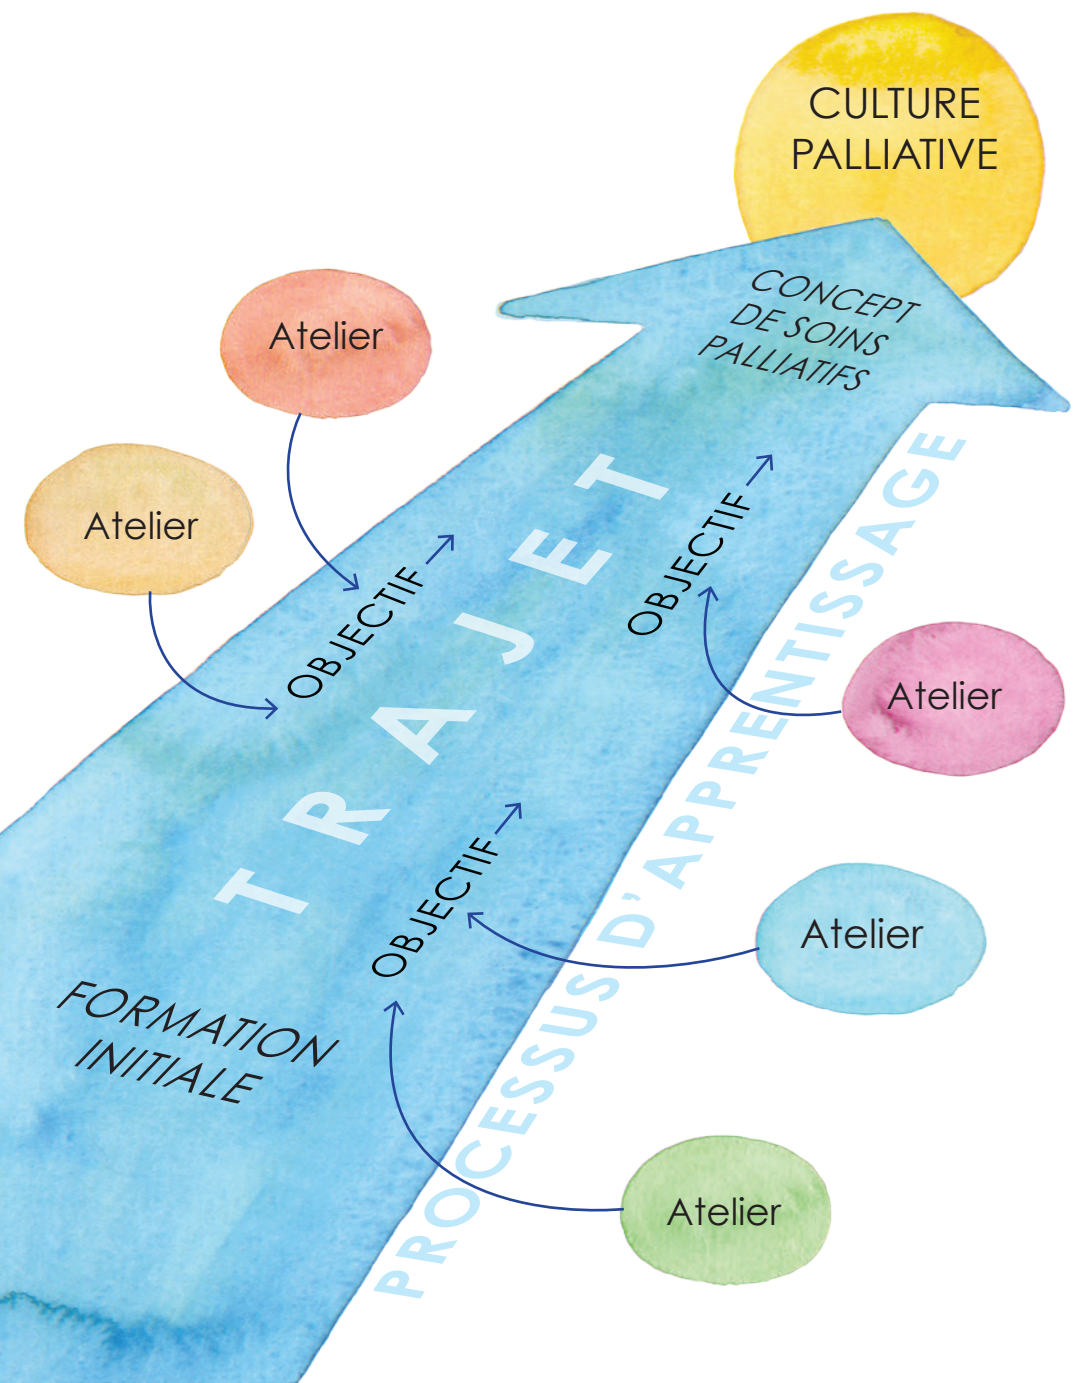 CULTURE
PALLIATIVE
CONCEPT
DE SOINS
PALLIATIFS
Atelier
Atelier
OBJECTIF
OBJECTIF
TRAJET
PROCESSUS D'APPRENTISSAGE
Atelier
OBJECTIF
Atelier
FORMATION
INITIALE
Atelier